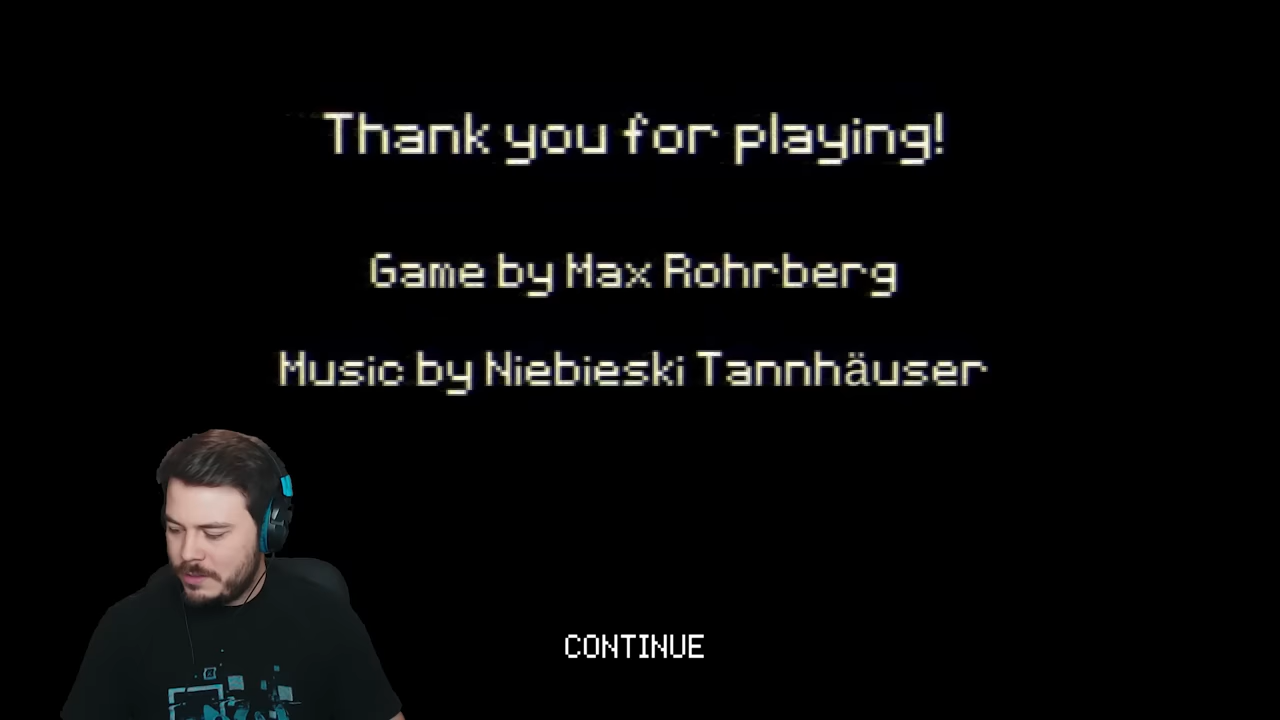 Thank you for playing!
Game by Max Rohrberg
Music by Niebieski Tannhäuser
CONTINUE